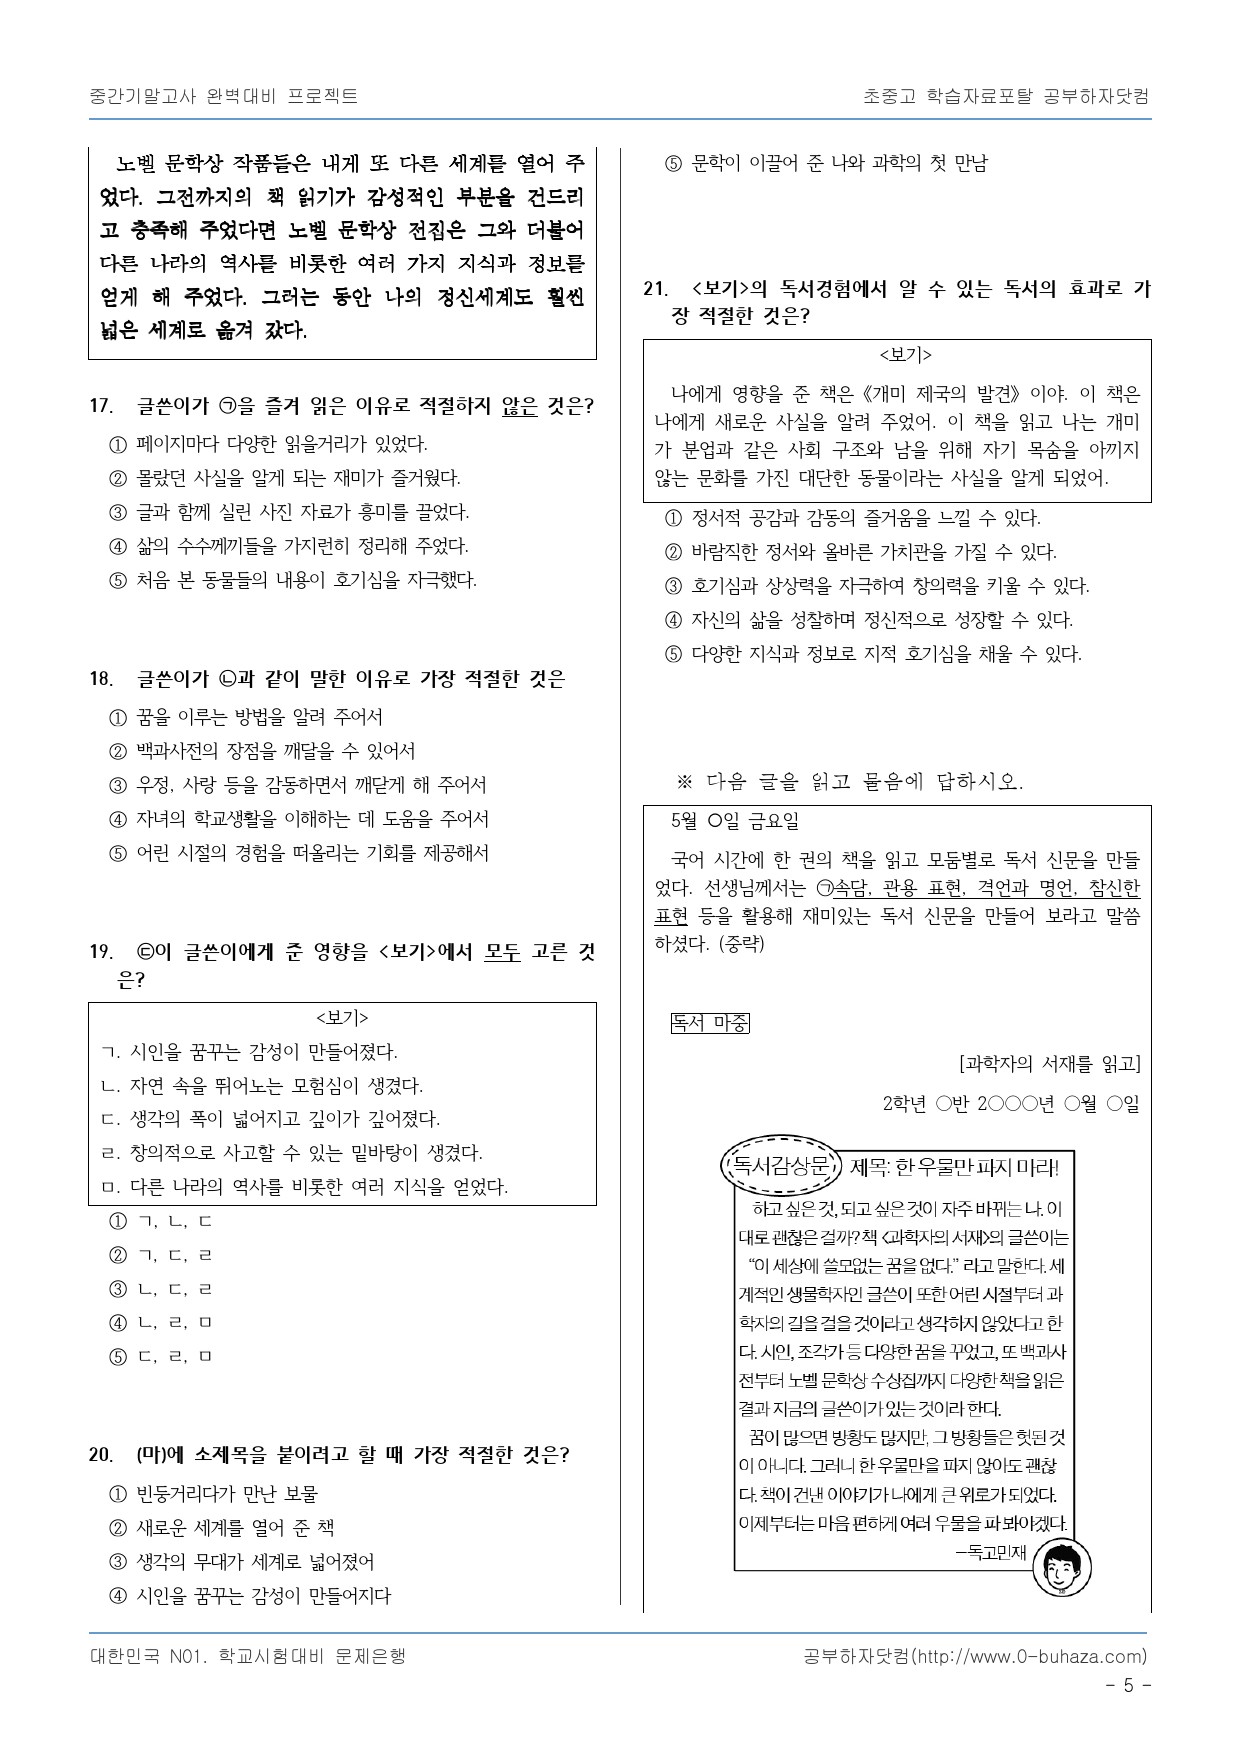 중간기말고사 완벽대비 프로젝트
초중고 학습자료포탈 공부하자닷컴
노벨 문학상 작품들은 내게 또 다른 세계를 열어 주
었다. 그전까지의 책 읽기가 감성적인 부분을 건드리
고 충족해 주었다면 노벨 문학상 전집은 그와 더불어
다른 나라의 역사를 비롯한 여러 가지 지식과 정보를
얻게 해 주었다. 그러는 동안 나의 정신세계도 훨씬
넓은 세계로 옮겨 갔다.
17. 글쓴이가 ㉠을 즐겨 읽은 이유로 적절하지 않은 것은?
① 페이지마다 다양한 읽을거리가 있었다.
② 몰랐던 사실을 알게 되는 재미가 즐거웠다.
③ 글과 함께 실린 사진 자료가 흥미를 끌었다.
④ 삶의 수수께끼들을 가지런히 정리해 주었다.
⑤ 처음 본 동물들의 내용이 호기심을 자극했다.
18. 글쓴이가 ㉡과 같이 말한 이유로 가장 적절한 것은
① 꿈을 이루는 방법을 알려 주어서
② 백과사전의 장점을 깨달을 수 있어서
③ 우정, 사랑 등을 감동하면서 깨닫게 해 주어서
④ 자녀의 학교생활을 이해하는 데 도움을 주어서
⑤ 어린 시절의 경험을 떠올리는 기회를 제공해서
19. ㉢이 글쓴이에게 준 영향을 <보기>에서 모두 고른 것
은?
<보기>
ㄱ. 시인을 꿈꾸는 감성이 만들어졌다.
ㄴ. 자연 속을 뛰어노는 모험심이 생겼다.
ㄷ. 생각의 폭이 넓어지고 깊이가 깊어졌다.
ㄹ. 창의적으로 사고할 수 있는 밑바탕이 생겼다.
ㅁ. 다른 나라의 역사를 비롯한 여러 지식을 얻었다.
① ㄱ, ㄴ, ㄷ
② ㄱ, ㄷ, ㄹ
③ ㄴ, ㄷ, ㄹ
④ ㄴ, ㄹ, ㅁ
⑤ ㄷ, ㄹ, ㅁ
20. (마)에 소제목을 붙이려고 할 때 가장 적절한 것은?
① 빈둥거리다가 만난 보물
② 새로운 세계를 열어 준 책
③ 생각의 무대가 세계로 넓어졌어
④ 시인을 꿈꾸는 감성이 만들어지다
⑤ 문학이 이끌어 준 나와 과학의 첫 만남
21. <보기>의 독서경험에서 알 수 있는 독서의 효과로 가
장 적절한 것은?
<보기>
나에게 영향을 준 책은《개미 제국의 발견》이야. 이 책은
나에게 새로운 사실을 알려 주었어. 이 책을 읽고 나는 개미
가 분업과 같은 사회 구조와 남을 위해 자기 목숨을 아끼지
않는 문화를 가진 대단한 동물이라는 사실을 알게 되었어.
① 정서적 공감과 감동의 즐거움을 느낄 수 있다.
② 바람직한 정서와 올바른 가치관을 가질 수 있다.
③ 호기심과 상상력을 자극하여 창의력을 키울 수 있다.
④ 자신의 삶을 성찰하며 정신적으로 성장할 수 있다.
⑤ 다양한 지식과 정보로 지적 호기심을 채울 수 있다.
※ 다음 글을 읽고 물음에 답하시오.
5월 ○일 금요일
국어 시간에 한 권의 책을 읽고 모둠별로 독서 신문을 만들
었다. 선생님께서는 ㉠속담, 관용 표현, 격언과 명언, 참신한
표현 등을 활용해 재미있는 독서 신문을 만들어 보라고 말씀
하셨다. (중략)
독서 마중
[과학자의 서재를 읽고]
2학년 ○반 2○○○년 ○월 ○일
독서감상문 제목: 한 우물만 파지 마라!
하고 싶은 것, 되고 싶은 것이 자주 바뀌는 나. 이
대로 괜찮은 걸까? 책 <과학자의 서재>의 글쓴이는
“이 세상에 쓸모없는 꿈을 없다.” 라고 말한다. 세
계적인 생물학자인 글쓴이 또한 어린 시절부터 과
학자의 길을 걸을 것이라고 생각하지 않았다고 한
다. 시인, 조각가 등 다양한 꿈을 꾸었고, 또 백과사
전부터 노벨 문학상 수상집까지 다양한 책을 읽은
결과 지금의 글쓴이가 있는 것이라 한다.
꿈이 많으면 방황도 많지만, 그 방황들은 헛된 것
이 아니다. 그러니 한 우물만을 파지 않아도 괜찮
다. 책이 건낸 이야기가 나에게 큰 위로가 되었다.
이제부터는 마음 편하게 여러 우물을 파 봐야겠다.
－독고민재
대한민국 N01. 학교시험대비 문제은행
공부하자닷컴(http://www.0-buhaza.com)
- 5 -